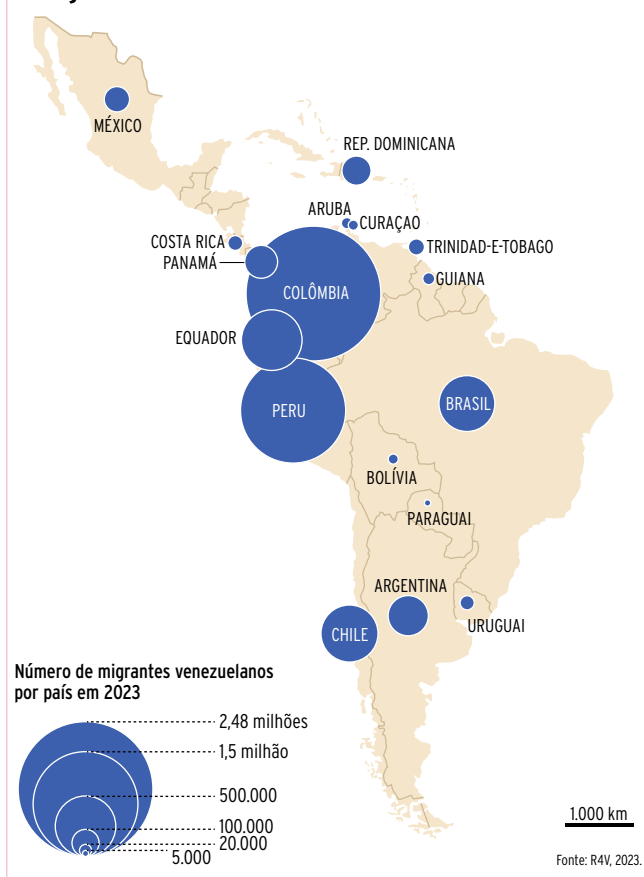 MÉXICO
REP. DOMINICANA
ARUBA
CURAÇAO
COSTA RICA
TRINIDAD-E-TOBAGO
PANAMÁ
GUIANA
COLÔMBIA
EQUADOR
BRASIL
PERU
BOLÍVIA
PARAGUAI
ARGENTINA
URUGUAI
CHILE
Número de migrantes venezuelanos
por país em 2023
2,48 milhões
1,5 milhão
500.000
100.000
20.000
5.000
1.000 km
Fonte: R4V, 2023.